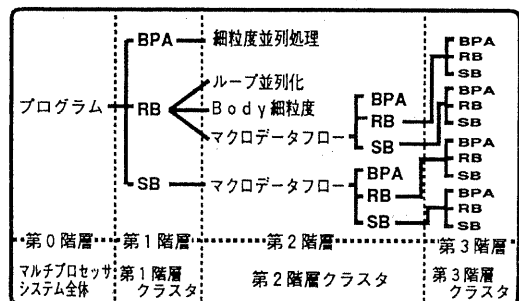 プログラム
BPA
RB
SB
細粒度並列処理
ループ並列化
Body細粒度
マクロデータフロー
マクロデータフロー
BPA
RB
SB
BPA
RB
SB
BPA
RB
SB
BPA
RB
SB
BPA
RB
SB
BPA
RB
SB
第0階層
第1階層
第2階層
第3階層
マルチプロセッサ
システム全体
第1階層
クラスタ
第2階層クラスタ
第3階層
クラスタ